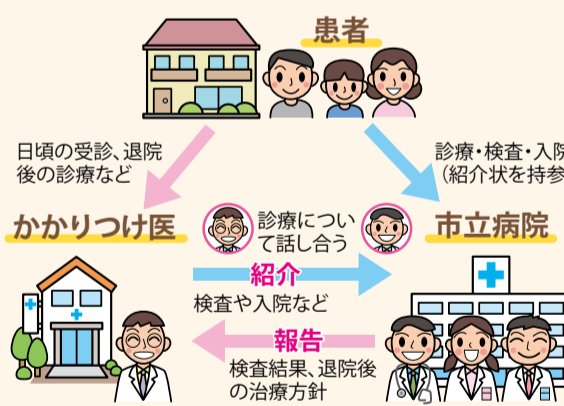 患者
日頃の受診、退院
後の診療など
診療・検査・入院
（紹介状を持参
かかりつけ医
診療につい
て話し合う
市立病院
紹介
検査や入院など
報告
検査結果、退院後
の治療方針